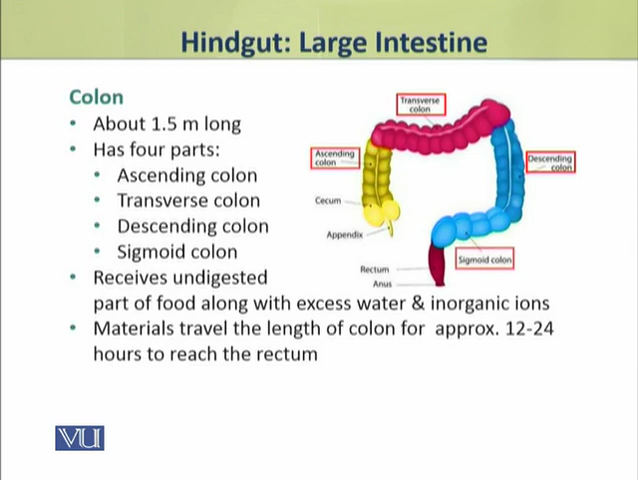 Hindgut: Large Intestine
Colon
• About 1.5 m long
• Has four parts:
• Ascending colon
• Transverse colon
• Descending colon
• Sigmoid colon
• Receives undigested
part of food along with excess water & inorganic ions
• Materials travel the length of colon for approx. 12-24
hours to reach the rectum
Transverse
colon
Ascending
colon
Descending
colon
Cecum
Appendix
Sigmoid colon
Rectum
Anus
VU